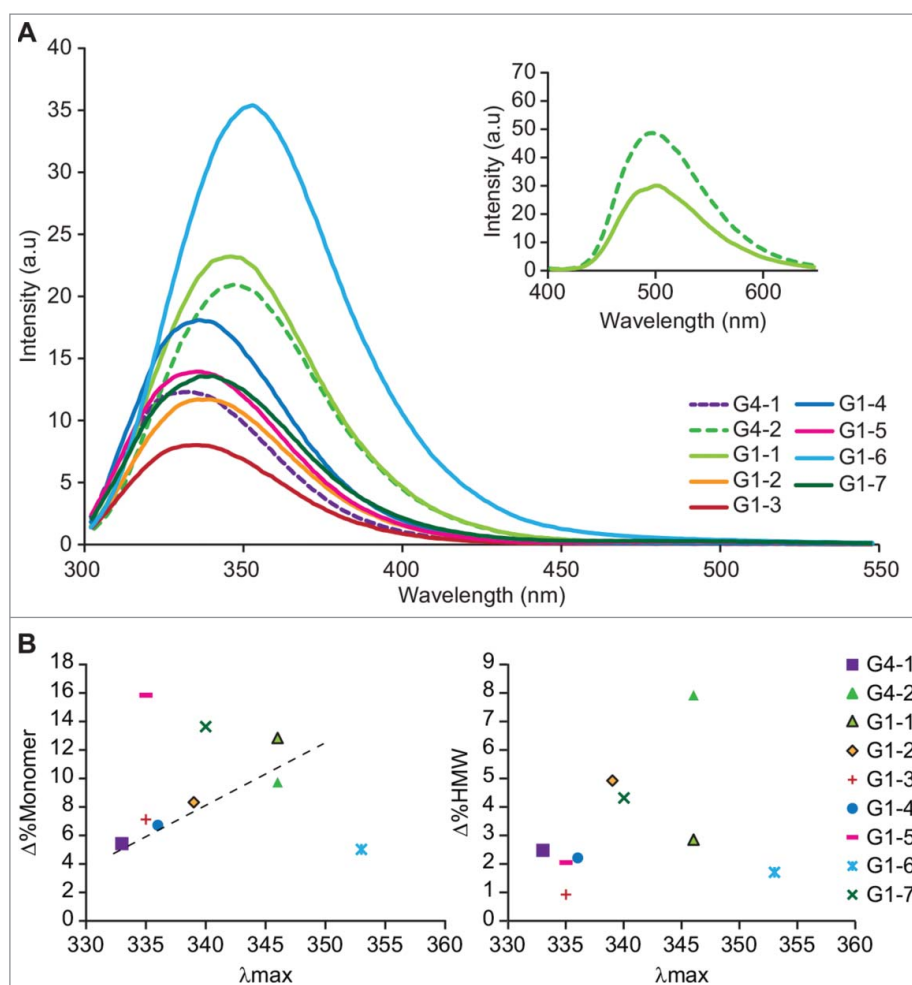 A
40
35
30
25
20
15
10
5
0
Intensity (a.u)
300
350
400
450
500
550
Wavelength (nm)
70
60
50
40
30
20
10
0
Intensity (a.u)
400
500
600
Wavelength (nm)
G4-1
G4-2
G1-1
G1-2
G1-3
G1-4
G1-5
G1-6
G1-7
B
18
16
14
12
10
8
6
4
2
0
Δ%Monomer
330
335
340
345
350
355
360
λmax
9
8
7
6
5
4
3
2
1
0
Δ%HMW
330
335
340
345
350
355
360
λmax
G4-1
G4-2
G1-1
G1-2
G1-3
G1-4
G1-5
G1-6
G1-7